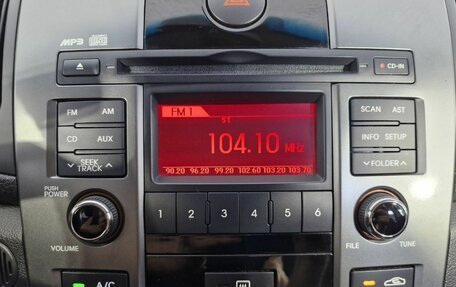 MP3
CD-IN
FM AM
SCAN AST
FM 1
ST
104.10 MHz
CD AUX
INFO SETUP
SEEK
TRACK
FOLDER
90.20 96.20 99.20 102.60 103.20 103.70
PUSH
POWER
1 2 3 4 5 6
VOLUME
FILE TUNE
A/C